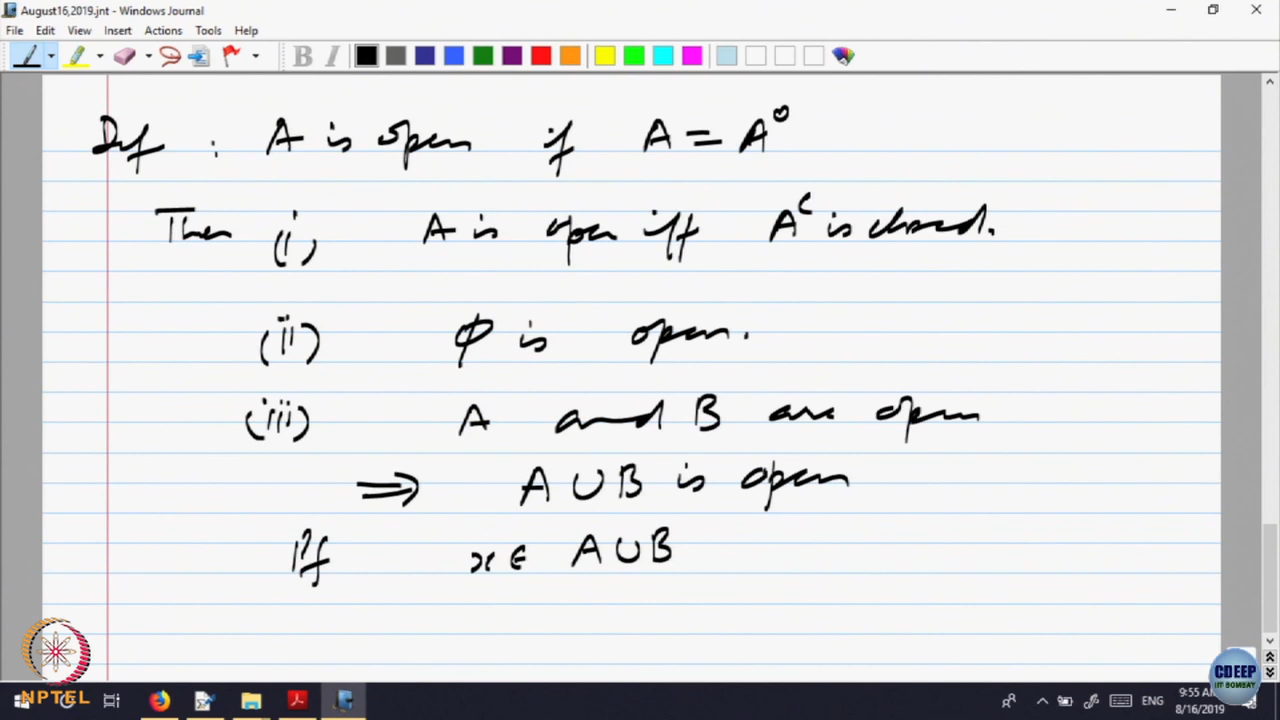 August16,2019.jnt - Windows Journal
File Edit View Insert Actions Tools Help
B I
Def : A is open if A = A°
Then (i) A is open iff Aᶜ is closed.
(ii) φ is open.
(iii) A and B are open
⇒ A ∪ B is open
Pf x ∈ A ∪ B
NPTEL
CDEEP
IIT BOMBAY
ENG
9:55 AM
8/16/2019